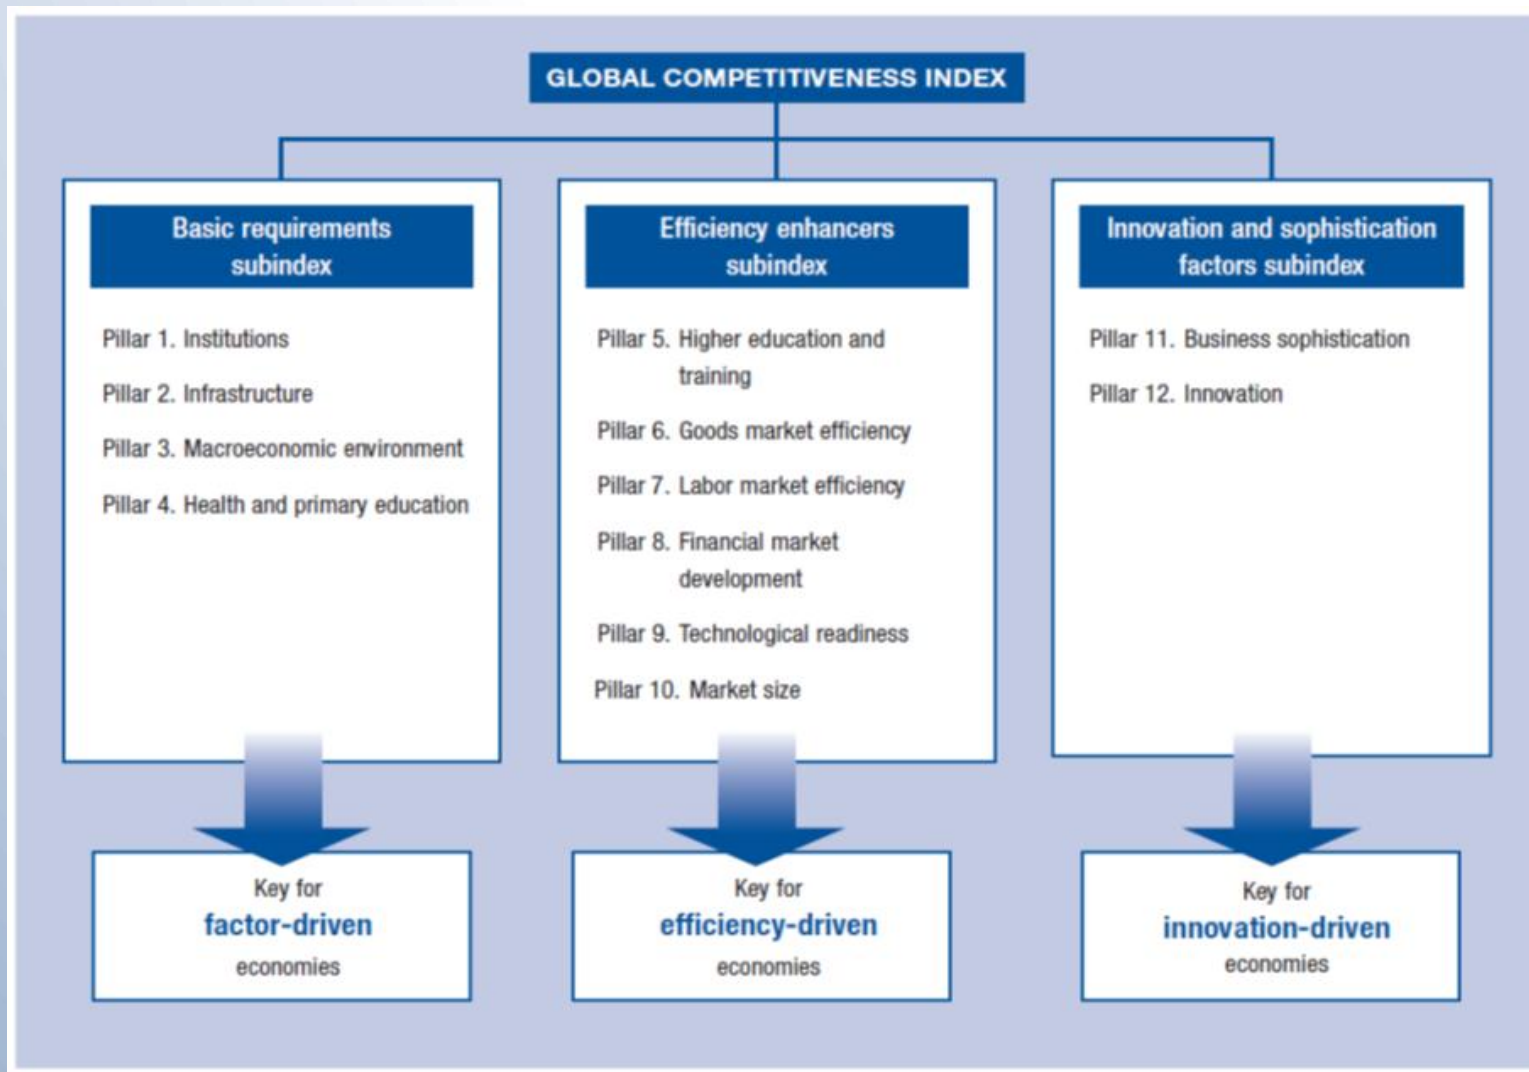 GLOBAL COMPETITIVENESS INDEX
Basic requirements
subindex
Pillar 1. Institutions
Pillar 2. Infrastructure
Pillar 3. Macroeconomic environment
Pillar 4. Health and primary education
Key for
factor-driven
economies
Efficiency enhancers
subindex
Pillar 5. Higher education and
training
Pillar 6. Goods market efficiency
Pillar 7. Labor market efficiency
Pillar 8. Financial market
development
Pillar 9. Technological readiness
Pillar 10. Market size
Key for
efficiency-driven
economies
Innovation and sophistication
factors subindex
Pillar 11. Business sophistication
Pillar 12. Innovation
Key for
innovation-driven
economies